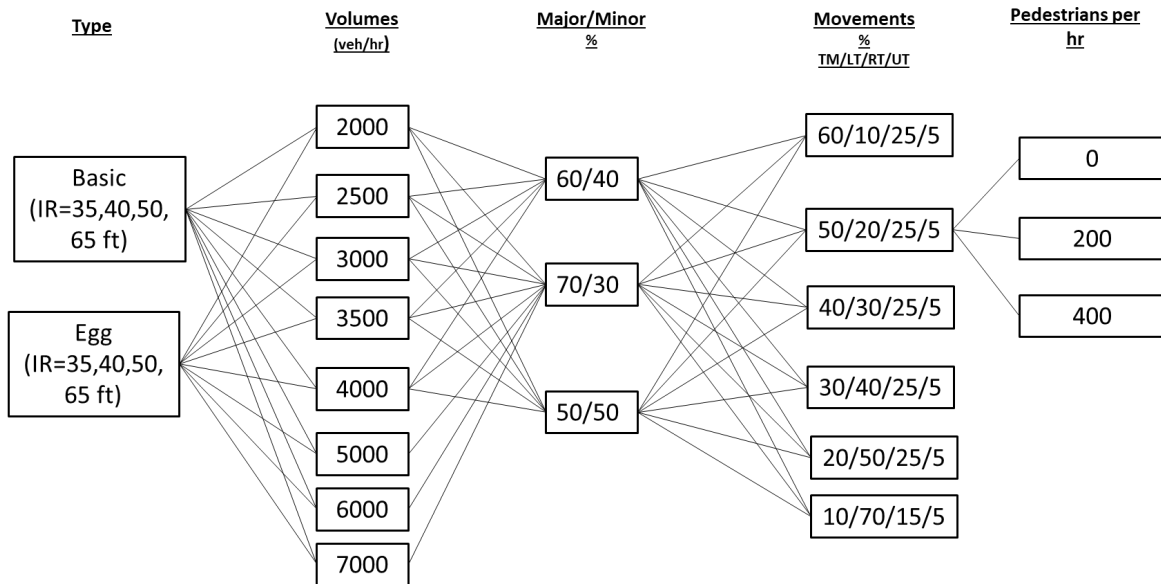 Type
Volumes
(veh/hr)
Major/Minor
%
Movements
%
TM/LT/RT/UT
Pedestrians per
hr
Basic
(IR=35,40,50,
65 ft)
Egg
(IR=35,40,50,
65 ft)
2000
2500
3000
3500
4000
5000
6000
7000
60/40
70/30
50/50
60/10/25/5
50/20/25/5
40/30/25/5
30/40/25/5
20/50/25/5
10/70/15/5
0
200
400